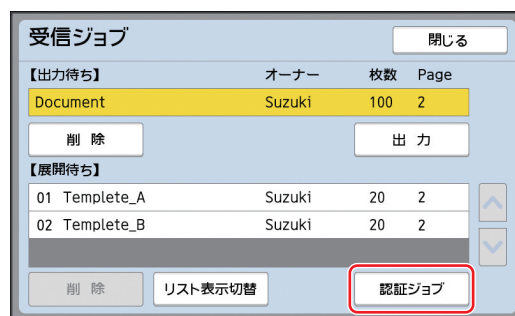 受信ジョブ 閉じる
【出力待ち】 オーナー 枚数 Page
Document Suzuki 100 2
削 除 出 力
【展開待ち】
01 Templete_A Suzuki 20 2
02 Templete_B Suzuki 20 2
削 除 リスト表示切替 認証ジョブ